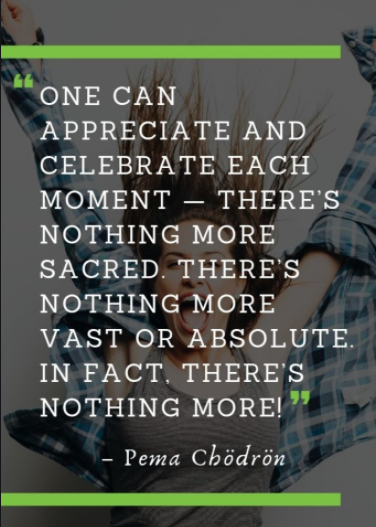 “ONE CAN
APPRECIATE AND
CELEBRATE EACH
MOMENT — THERE’S
NOTHING MORE
SACRED. THERE’S
NOTHING MORE
VAST OR ABSOLUTE.
IN FACT, THERE’S
NOTHING MORE!”
– Pema Chödrön